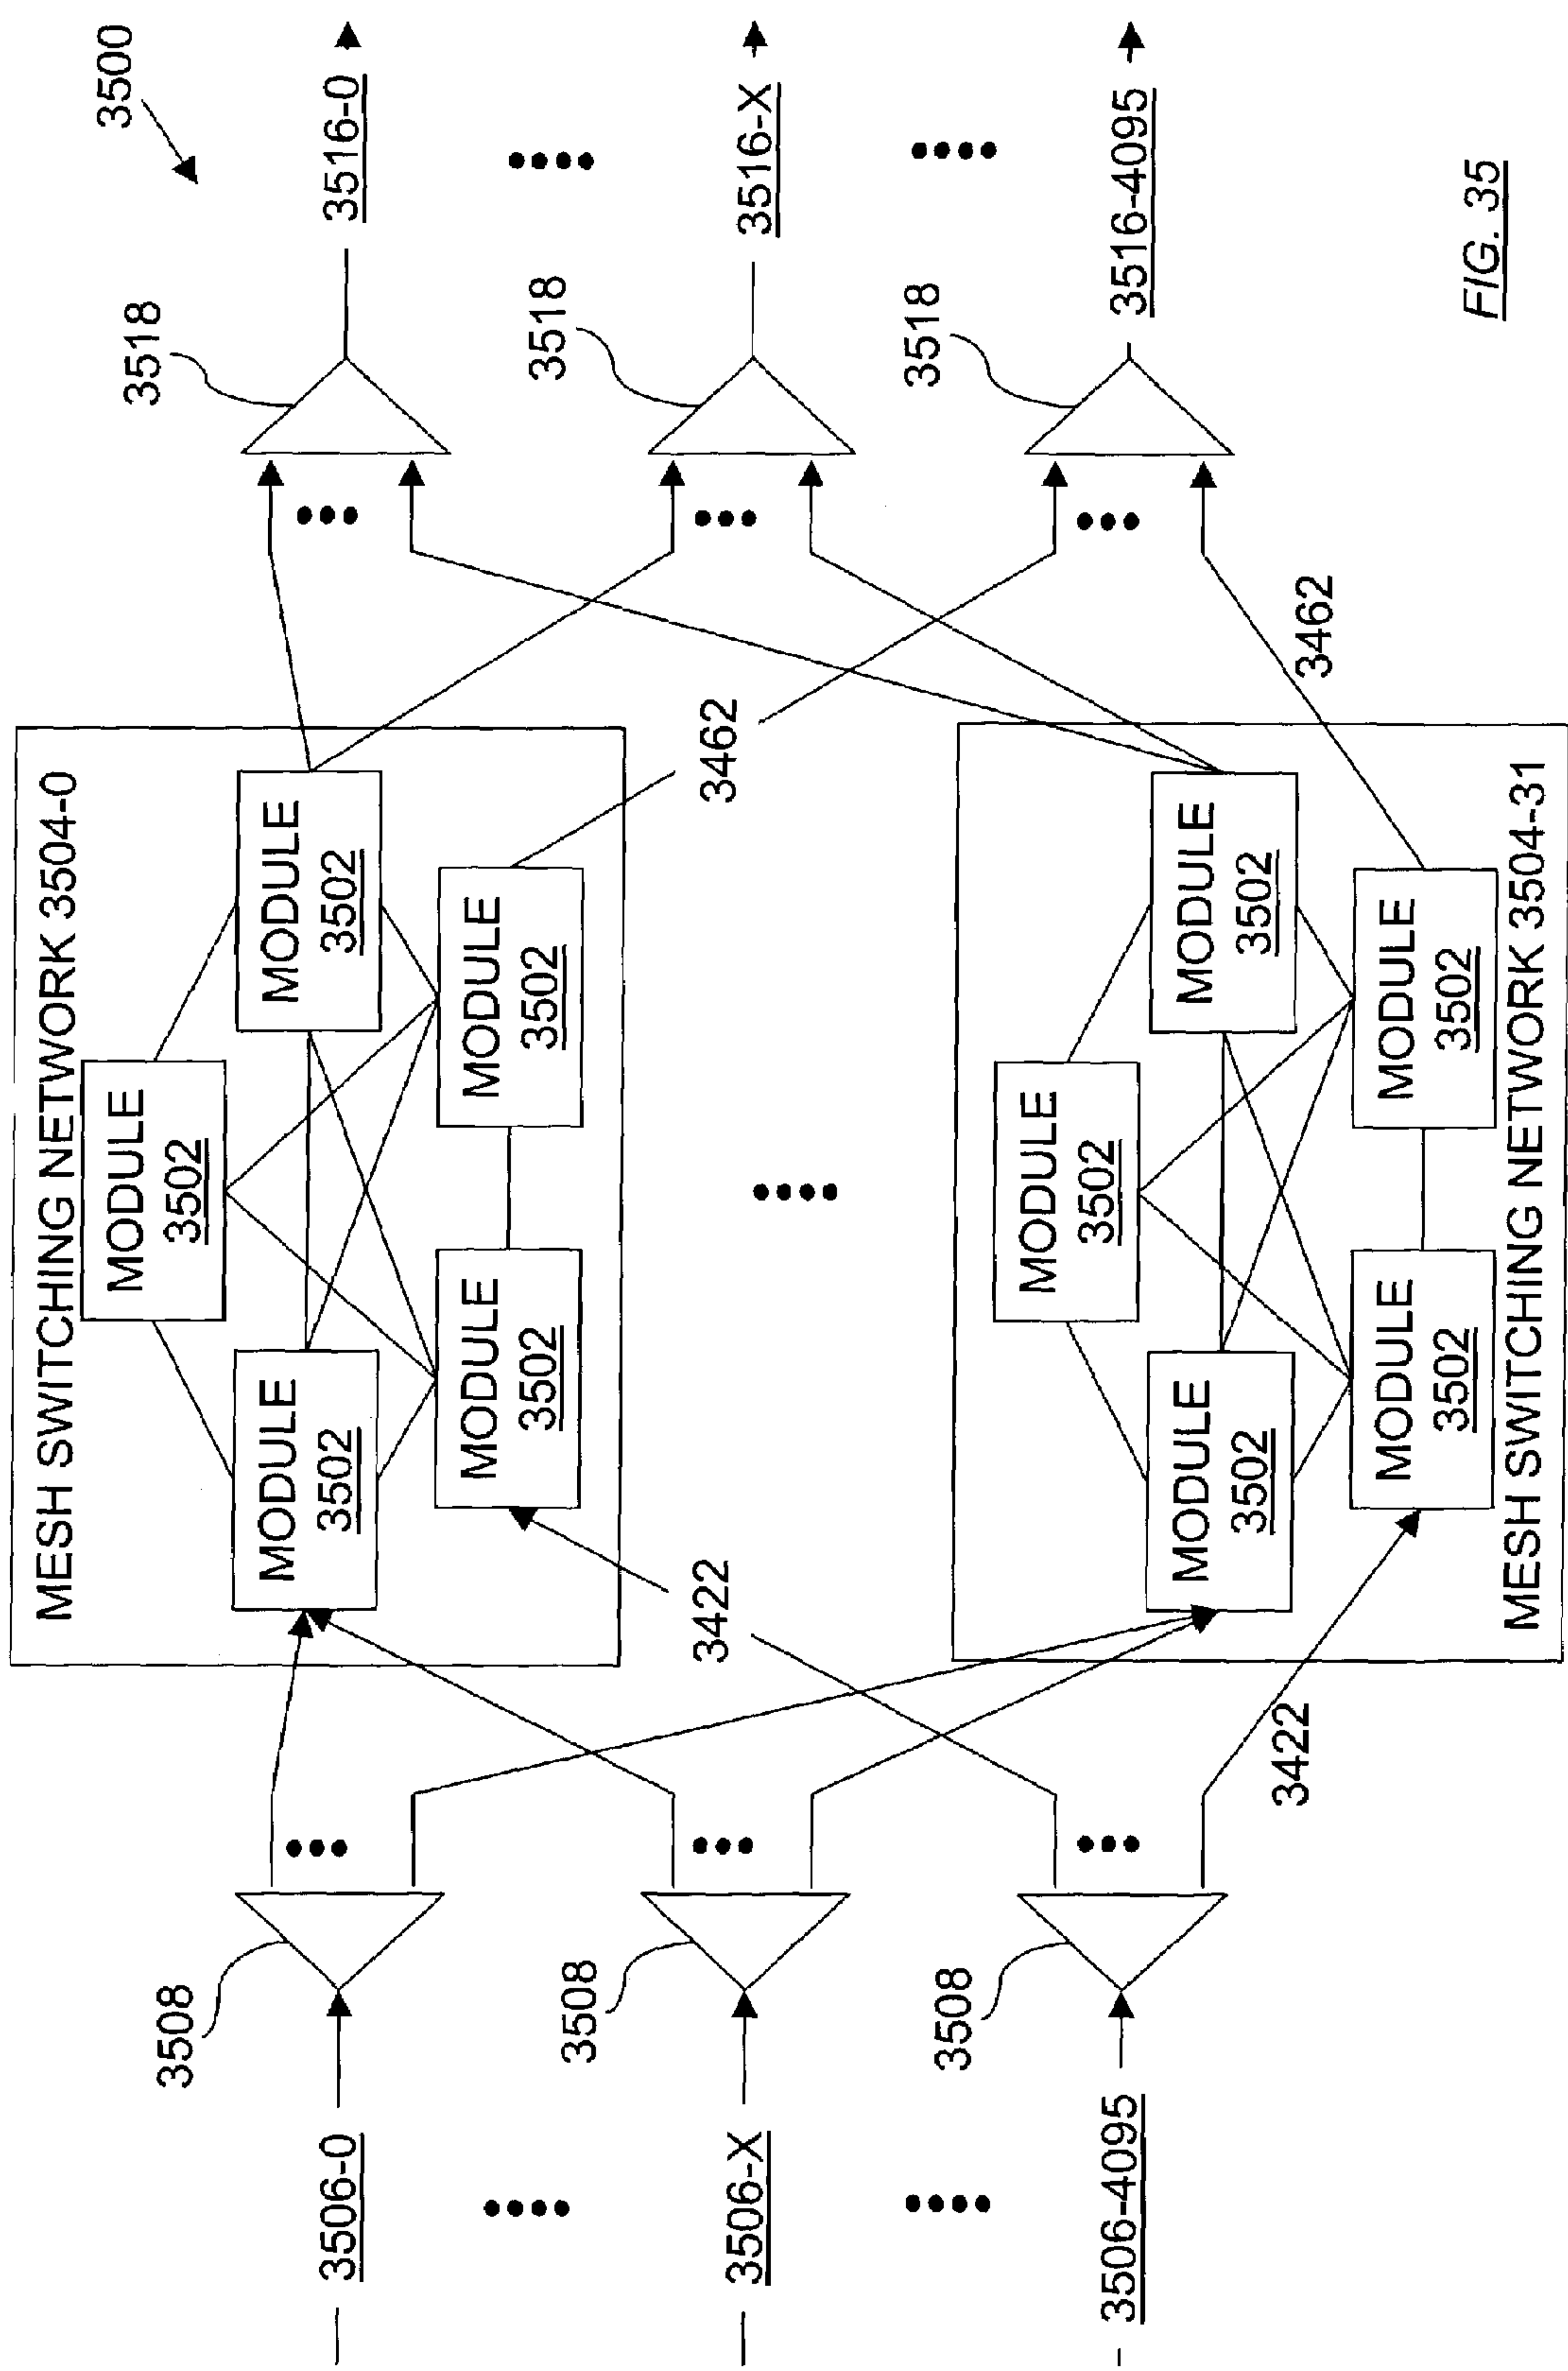 3500
3518
3516-0
3518
3516-X
3518
3516-4095
MESH SWITCHING NETWORK 3504-0
MODULE
3502
MODULE
3502
MODULE
3502
MODULE
3502
MODULE
3502
3462
3462
3422
3422
MODULE
3502
MODULE
3502
MODULE
3502
MODULE
3502
MODULE
3502
MESH SWITCHING NETWORK 3504-31
3508
3506-0
3508
3506-X
3508
3506-4095
FIG. 35